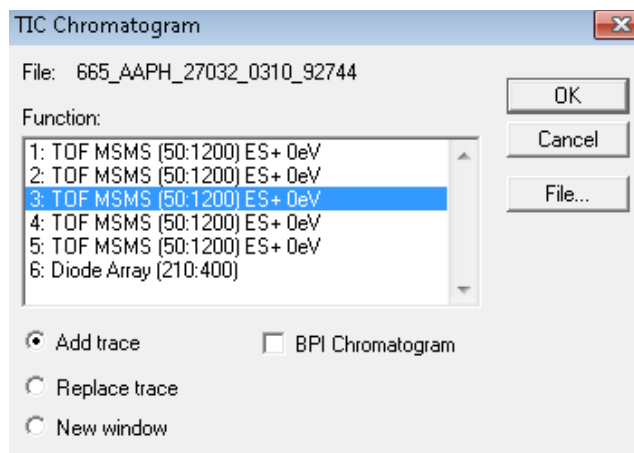 TIC Chromatogram
File: 665_AAPH_27032_0310_92744
OK
Function:
Cancel
1: TOF MSMS (50:1200) ES+ 0eV
2: TOF MSMS (50:1200) ES+ 0eV
3: TOF MSMS (50:1200) ES+ 0eV
File...
4: TOF MSMS (50:1200) ES+ 0eV
5: TOF MSMS (50:1200) ES+ 0eV
6: Diode Array (210:400)
Add trace
BPI Chromatogram
Replace trace
New window